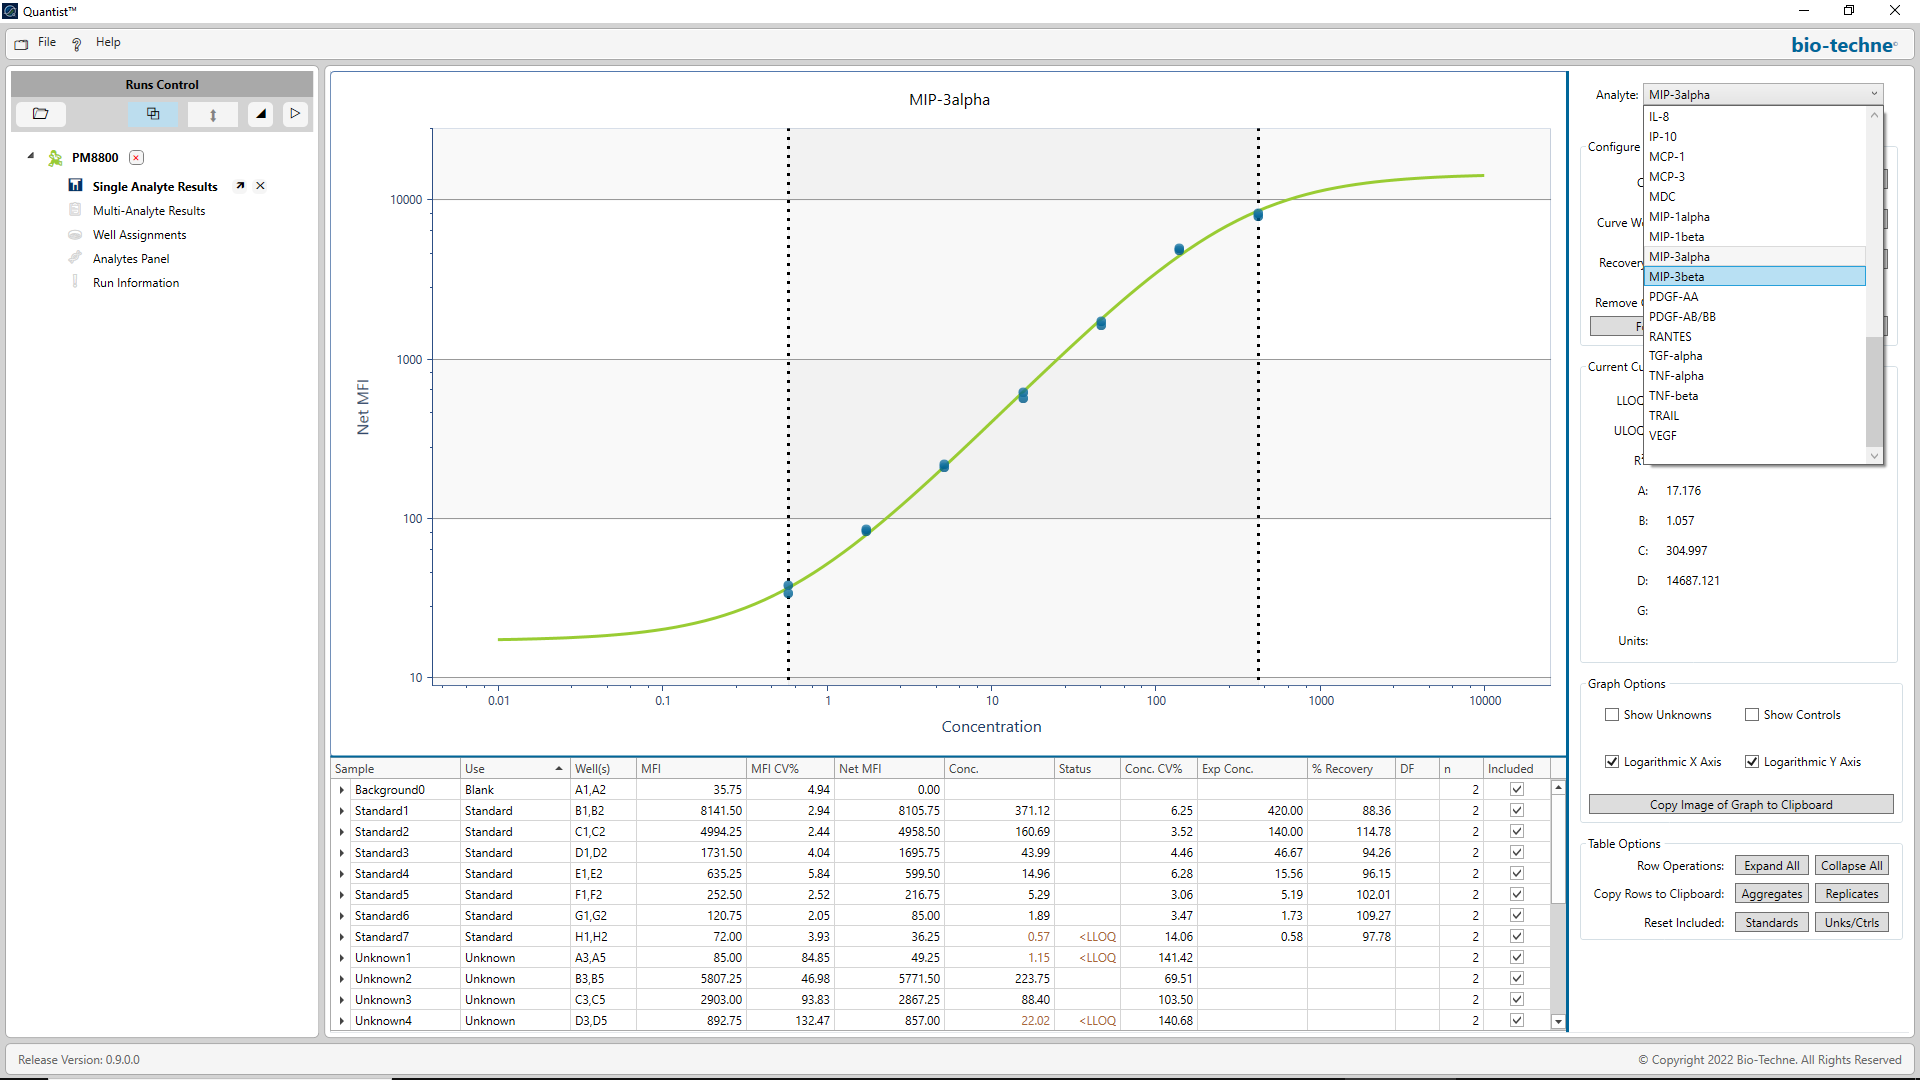 Quantist™
File ? Help
bio-techne
Runs Control
PM8800
Single Analyte Results
Multi-Analyte Results
Well Assignments
Analytes Panel
Run Information
MIP-3alpha
Net MFI
10000
1000
100
10
0.01 0.1 1 10 100 1000 10000
Concentration
Sample Use Well(s) MFI MFI CV% Net MFI Conc. Status Conc. CV% Exp Conc. % Recovery DF n Included
Background0 Blank A1,A2 35.75 4.94 0.00 2
Standard1 Standard B1,B2 8141.50 2.94 8105.75 371.12 6.25 420.00 88.36 2
Standard2 Standard C1,C2 4994.25 2.44 4958.50 160.69 3.52 140.00 114.78 2
Standard3 Standard D1,D2 1731.50 4.04 1695.75 43.99 4.46 46.67 94.26 2
Standard4 Standard E1,E2 635.25 5.84 599.50 14.96 6.28 15.56 96.15 2
Standard5 Standard F1,F2 252.50 2.52 216.75 5.29 3.06 5.19 102.01 2
Standard6 Standard G1,G2 120.75 2.05 85.00 1.89 3.47 1.73 109.27 2
Standard7 Standard H1,H2 72.00 3.93 36.25 0.57 <LLOQ 14.06 0.58 97.78 2
Unknown1 Unknown A3,A5 85.00 84.85 49.25 1.15 <LLOQ 141.42 2
Unknown2 Unknown B3,B5 5807.25 46.98 5771.50 223.75 69.51 2
Unknown3 Unknown C3,C5 2903.00 93.83 2867.25 88.40 103.50 2
Unknown4 Unknown D3,D5 892.75 132.47 857.00 22.02 <LLOQ 140.68 2
Analyte: MIP-3alpha
IL-8
IP-10
Configure
MCP-1
MCP-3
MDC
MIP-1alpha
Curve
MIP-1beta
MIP-3alpha
Recovery
MIP-3beta
PDGF-AA
Remove
PDGF-AB/BB
RANTES
TGF-alpha
Current
TNF-alpha
TNF-beta
LLOQ
TRAIL
ULOQ
VEGF
A: 17.176
B: 1.057
C: 304.997
D: 14687.121
G:
Units:
Graph Options
Show Unknowns Show Controls
Logarithmic X Axis Logarithmic Y Axis
Copy Image of Graph to Clipboard
Table Options
Row Operations: Expand All Collapse All
Copy Rows to Clipboard: Aggregates Replicates
Reset Included: Standards Unks/Ctrls
Release Version: 0.9.0.0
© Copyright 2022 Bio-Techne. All Rights Reserved